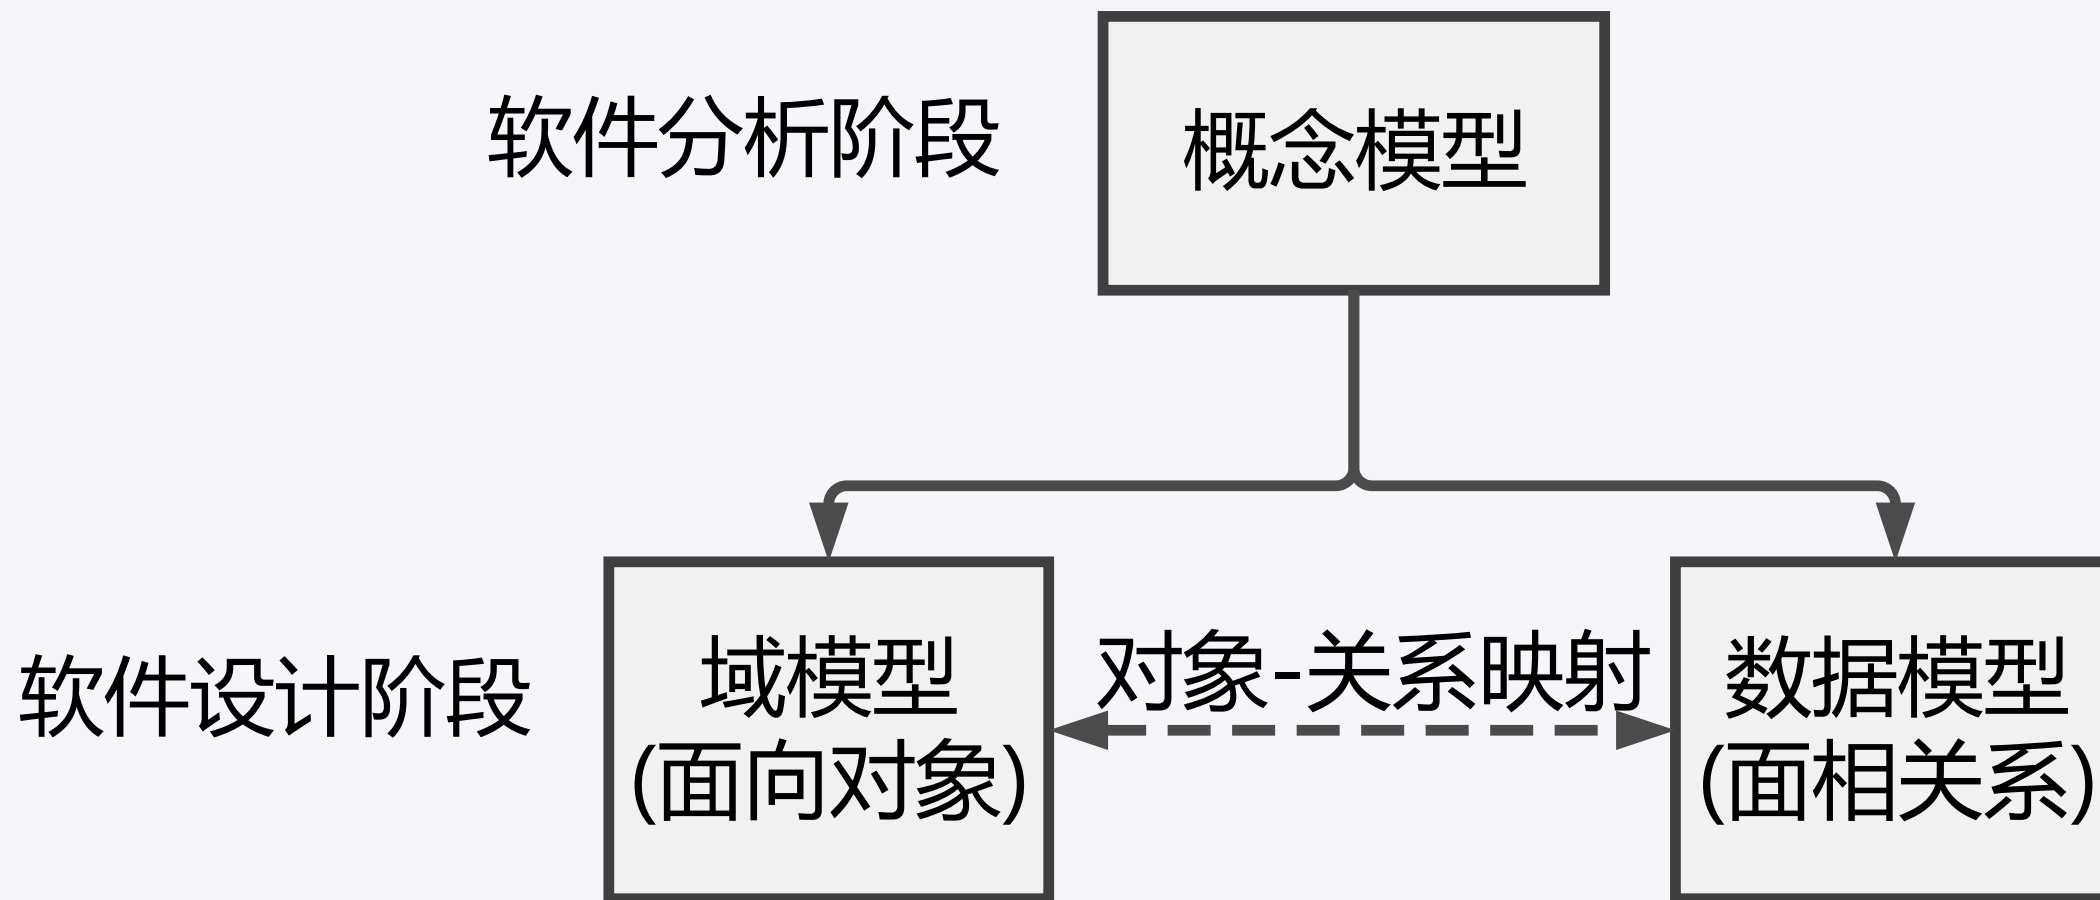 软件分析阶段
概念模型
软件设计阶段
域模型
(面向对象)
对象-关系映射
数据模型
(面相关系)